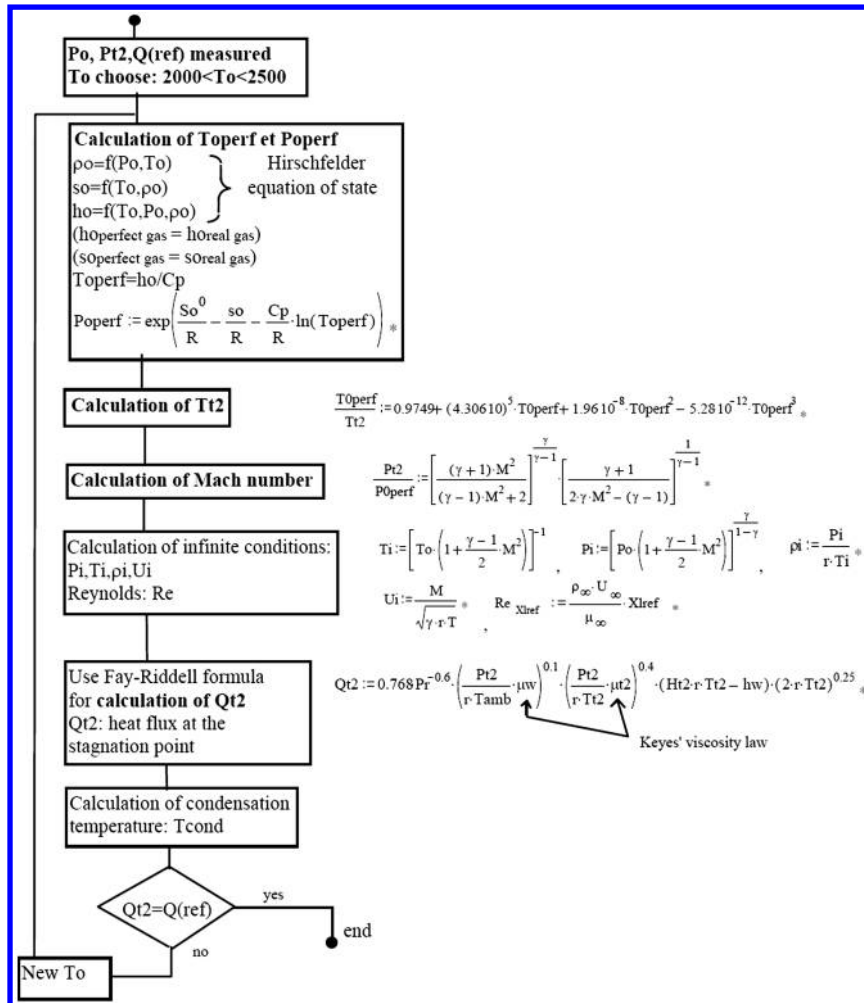 Po, Pt2,Q(ref) measured
To choose: 2000<To<2500
Calculation of Toperf et Poperf
ρo=f(Po,To)
so=f(To,ρo)
ho=f(To,Po,ρo)
Hirschfelder
equation of state
(hoperfect gas = horeal gas)
(soperfect gas = soreal gas)
Toperf=ho/Cp
Poperf := exp(So⁰/R − so/R − Cp/R · ln(Toperf)) *
Calculation of Tt2
T0perf/Tt2 := 0.9749+ (4.30610)⁵ · T0perf + 1.9610⁻⁸ · T0perf² − 5.2810⁻¹² · T0perf³ *
Calculation of Mach number
Pt2/P0perf := [(γ + 1)·M² / ((γ − 1)·M² + 2)]^(γ/(γ−1)) · [(γ + 1) / (2·γ·M² − (γ − 1))]^(1/(γ−1)) *
Calculation of infinite conditions:
Pi,Ti,ρi,Ui
Reynolds: Re
Ti := [To·(1 + (γ − 1)/2 · M²)]⁻¹ , Pi := [Po·(1 + (γ − 1)/2 · M²)]^(γ/(1−γ)) , ρi := Pi/(r·Ti) *
Ui := M/√(γ·r·T) * , Re Xlref := (ρ∞·U∞/μ∞) · Xlref *
Use Fay-Riddell formula
for calculation of Qt2
Qt2: heat flux at the
stagnation point
Qt2 := 0.768 Pr^−0.6 · (Pt2/(r·Tamb) · μw)^0.1 · (Pt2/(r·Tt2) · μt2)^0.4 · (Ht2·r·Tt2 − hw)·(2·r·Tt2)^0.25 *
Keyes' viscosity law
Calculation of condensation
temperature: Tcond
Qt2=Q(ref)
yes
end
no
New To